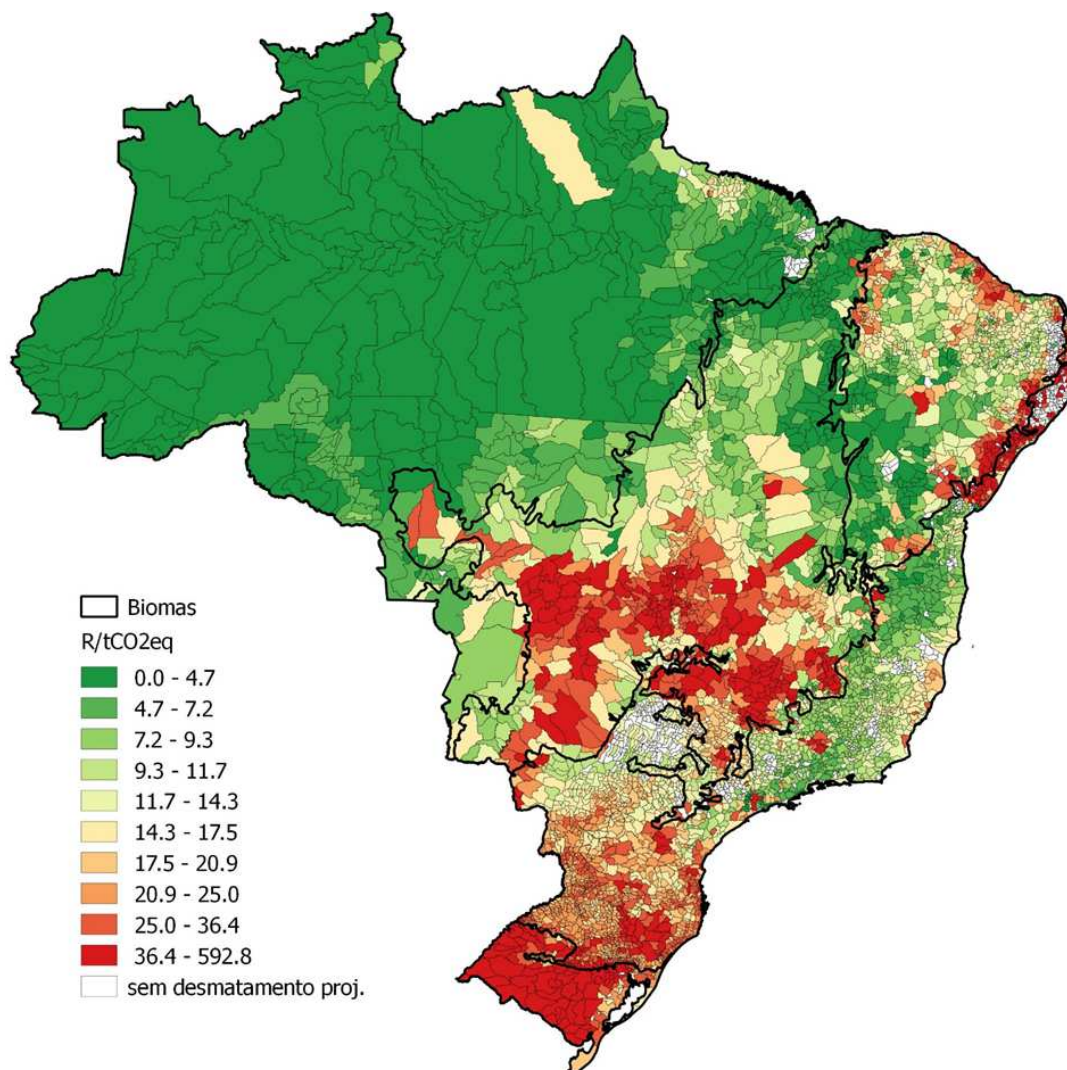 Biomas
R/tCO2eq
0.0 - 4.7
4.7 - 7.2
7.2 - 9.3
9.3 - 11.7
11.7 - 14.3
14.3 - 17.5
17.5 - 20.9
20.9 - 25.0
25.0 - 36.4
36.4 - 592.8
sem desmatamento proj.